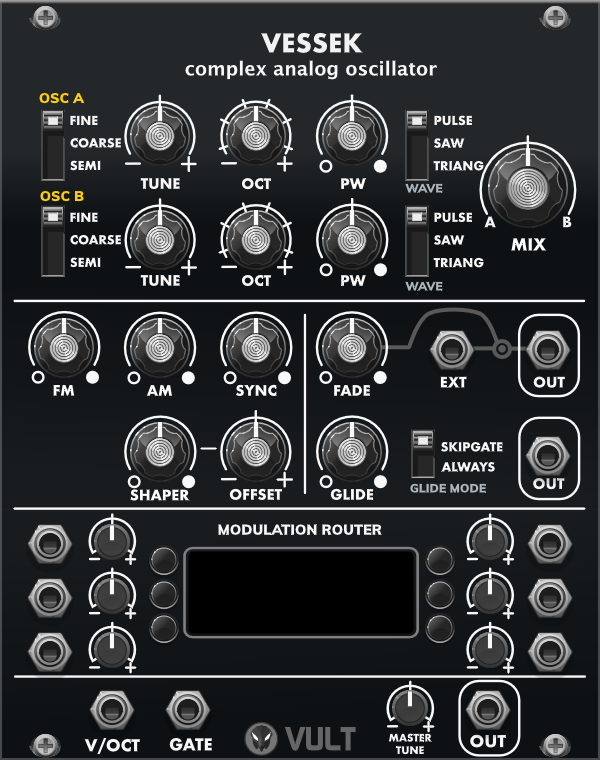 VESSEK
complex analog oscillator
OSC A
FINE
COARSE
SEMI
− TUNE +
− OCT +
PW
PULSE
SAW
TRIANG
WAVE
OSC B
FINE
COARSE
SEMI
− TUNE +
− OCT +
PW
PULSE
SAW
TRIANG
WAVE
A B
MIX
FM
AM
SYNC
FADE
EXT
OUT
SHAPER
− OFFSET +
GLIDE
SKIPGATE
ALWAYS
GLIDE MODE
OUT
MODULATION ROUTER
− +
− +
− +
− +
− +
− +
V/OCT
GATE
VULT
− +
MASTER
TUNE
OUT